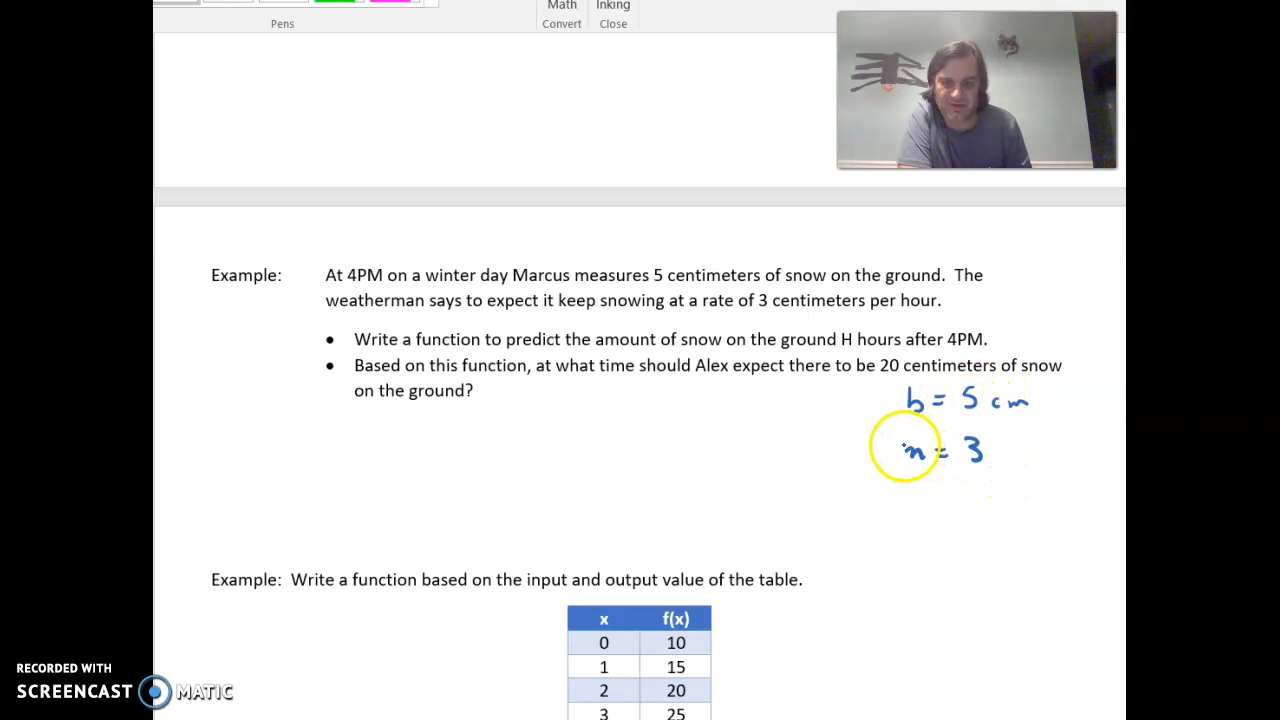 Pens
Math
Convert
Inking
Close
Example: At 4PM on a winter day Marcus measures 5 centimeters of snow on the ground. The
weatherman says to expect it keep snowing at a rate of 3 centimeters per hour.
• Write a function to predict the amount of snow on the ground H hours after 4PM.
• Based on this function, at what time should Alex expect there to be 20 centimeters of snow
on the ground?
b = 5 cm
m = 3
Example: Write a function based on the input and output value of the table.
x f(x)
0 10
1 15
2 20
3 25
RECORDED WITH
SCREENCAST MATIC